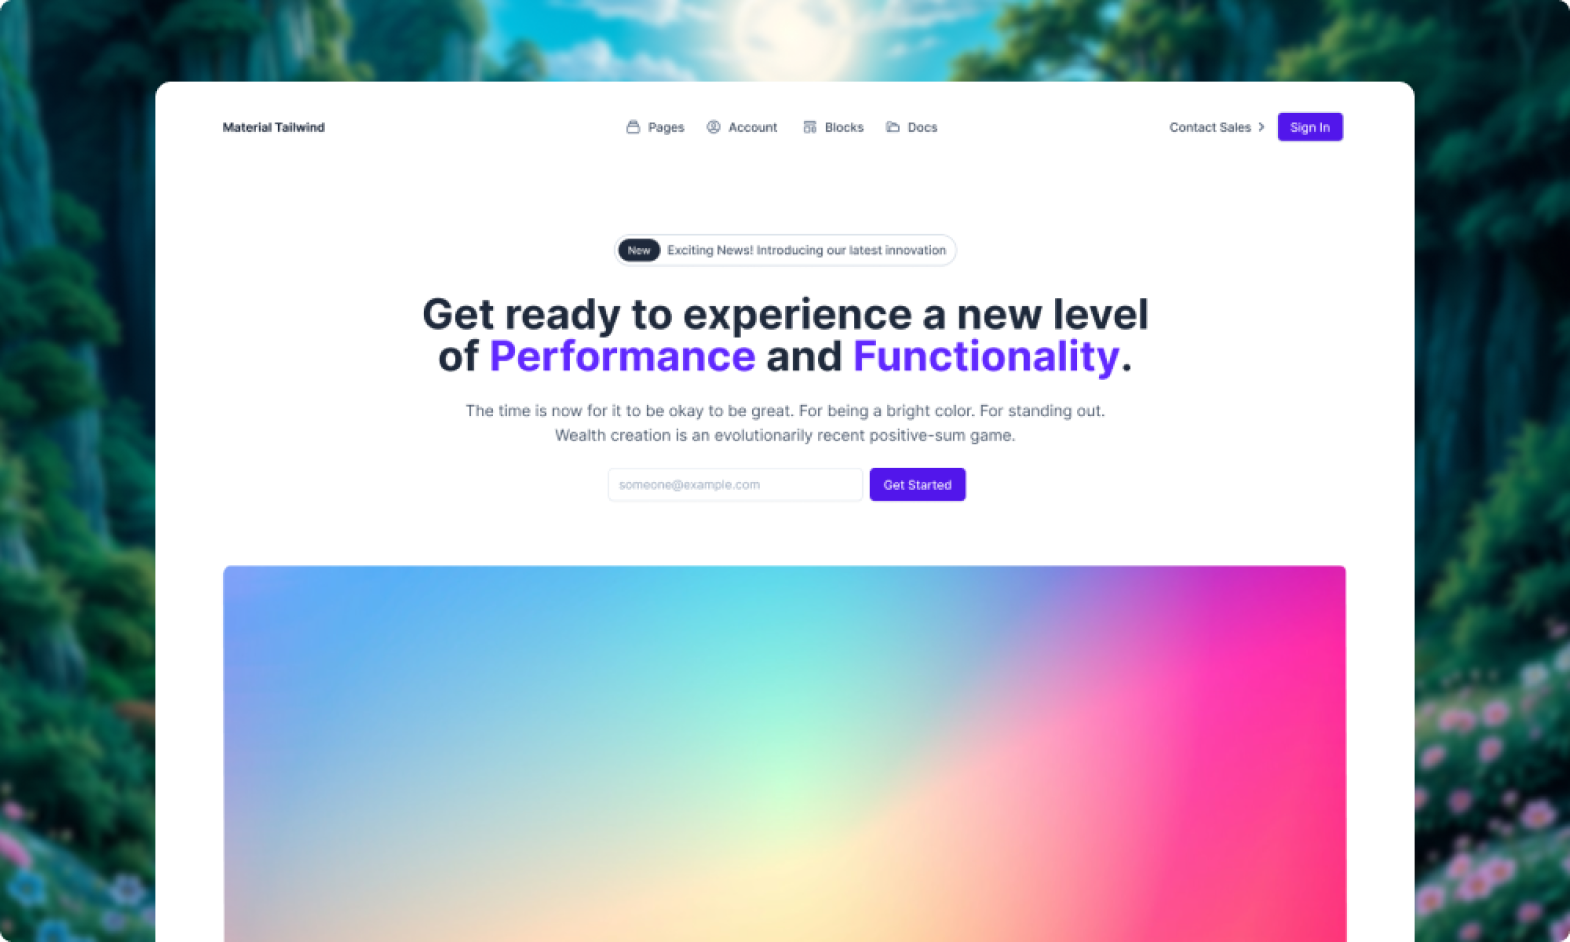 Material Tailwind
Pages
Account
Blocks
Docs
Contact Sales
Sign In
New
Exciting News! Introducing our latest innovation
Get ready to experience a new level
of Performance and Functionality.
The time is now for it to be okay to be great. For being a bright color. For standing out.
Wealth creation is an evolutionarily recent positive-sum game.
someone@example.com
Get Started